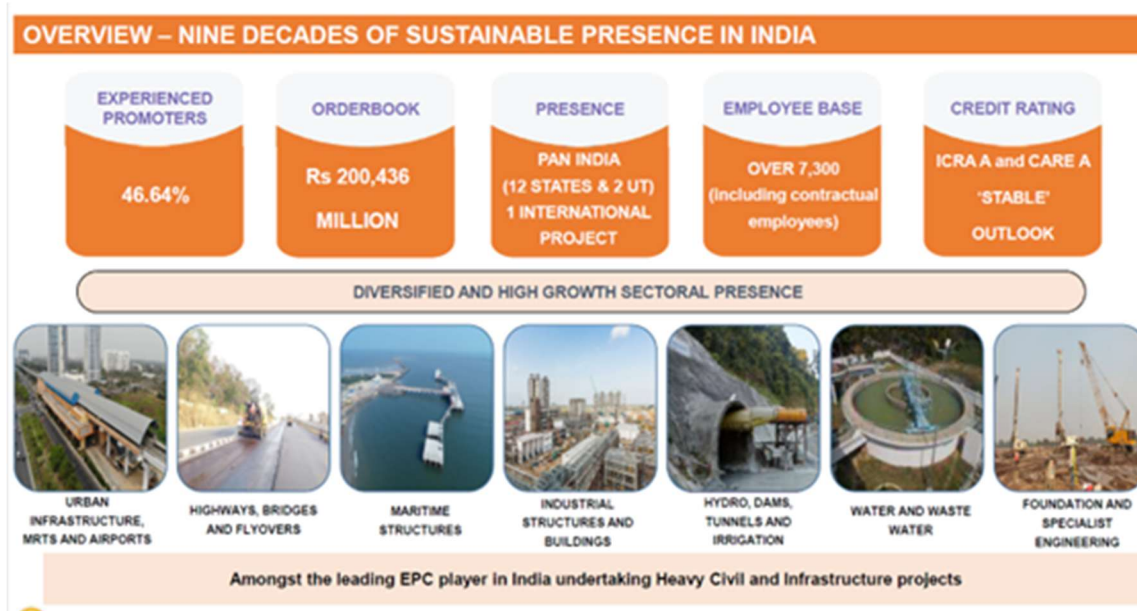 OVERVIEW – NINE DECADES OF SUSTAINABLE PRESENCE IN INDIA
EXPERIENCED
PROMOTERS
46.64%
ORDERBOOK
Rs 200,436
MILLION
PRESENCE
PAN INDIA
(12 STATES & 2 UT)
1 INTERNATIONAL
PROJECT
EMPLOYEE BASE
OVER 7,300
(including contractual
employees)
CREDIT RATING
ICRA A and CARE A
‘STABLE’
OUTLOOK
DIVERSIFIED AND HIGH GROWTH SECTORAL PRESENCE
URBAN
INFRASTRUCTURE,
MRTS AND AIRPORTS
HIGHWAYS, BRIDGES
AND FLYOVERS
MARITIME
STRUCTURES
INDUSTRIAL
STRUCTURES AND
BUILDINGS
HYDRO, DAMS,
TUNNELS AND
IRRIGATION
WATER AND WASTE
WATER
FOUNDATION AND
SPECIALIST
ENGINEERING
Amongst the leading EPC player in India undertaking Heavy Civil and Infrastructure projects